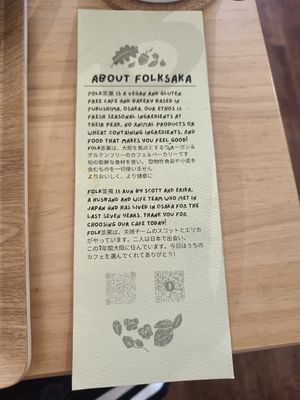 ABOUT FOLKSAKA
FOLK茶菓 IS A VEGAN AND GLUTEN
FREE CAFE AND BAKERY BASED IN
FUKUSHIMA, OSAKA. OUR ETHOS IS
FRESH SEASONAL INGREDIENTS AT
THEIR PEAK, NO ANIMAL PRODUCTS OR
WHEAT CONTAINING INGREDIENTS, AND
FOOD THAT MAKES YOU FEEL GOOD!
FOLK茶菓は、大阪を拠点とするヴィーガン&
グルテンフリーのカフェ&ベーカリーです
旬の新鮮な食材を使い、動物性食品や小麦を
含むものを一切使いません
よりおいしく、より健康に
FOLK茶菓 IS RUN BY SCOTT AND ERIKA,
A HUSBAND AND WIFE TEAM WHO MET IN
JAPAN AND HAS LIVED IN OSAKA FOR THE
LAST SEVEN YEARS. THANK YOU FOR
CHOOSING OUR CAFE TODAY!
FOLK茶菓は、夫婦チームのスコットとエリカ
がやっています。二人は日本で出会い、
この7年間大阪に住んでいます。今日はうちの
カフェを選んでくれてありがとう!